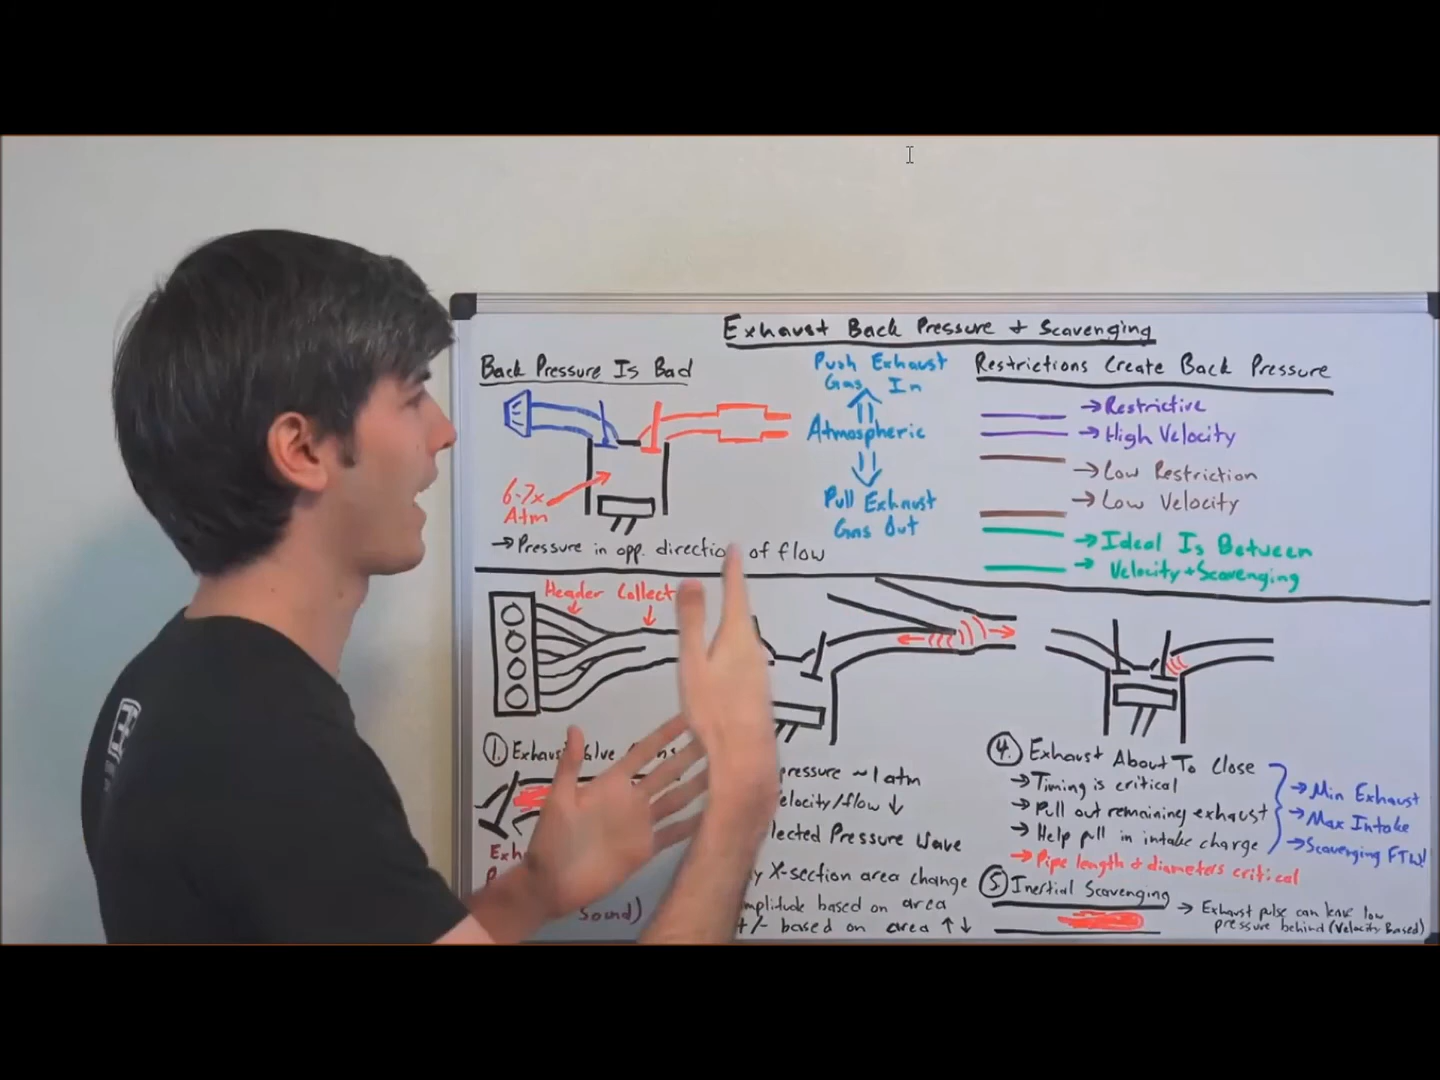 Exhaust Back Pressure + Scavenging
Back Pressure Is Bad
6-7x
Atm
→Pressure in opp. direction of flow
Push Exhaust
Gas In
Atmospheric
Pull Exhaust
Gas Out
Restrictions Create Back Pressure
→Restrictive
→High Velocity
→Low Restriction
→Low Velocity
→Ideal Is Between
→Velocity+Scavenging
Header Collect
1. Exhaust Valve
Exh
Sound)
pressure ~1atm
elocity/flow ↓
lected Pressure Wave
y X-section area change
mplitude based on area
+/- based on area ↑↓
4. Exhaust About To Close
→Timing is critical
→Pull out remaining exhaust
→Help pull in intake charge
→Pipe length & diameters critical
→Min Exhaust
→Max Intake
→Scavenging FTW!
5. Inertial Scavenging
→ Exhaust pulse can leave low
pressure behind (Velocity Based)